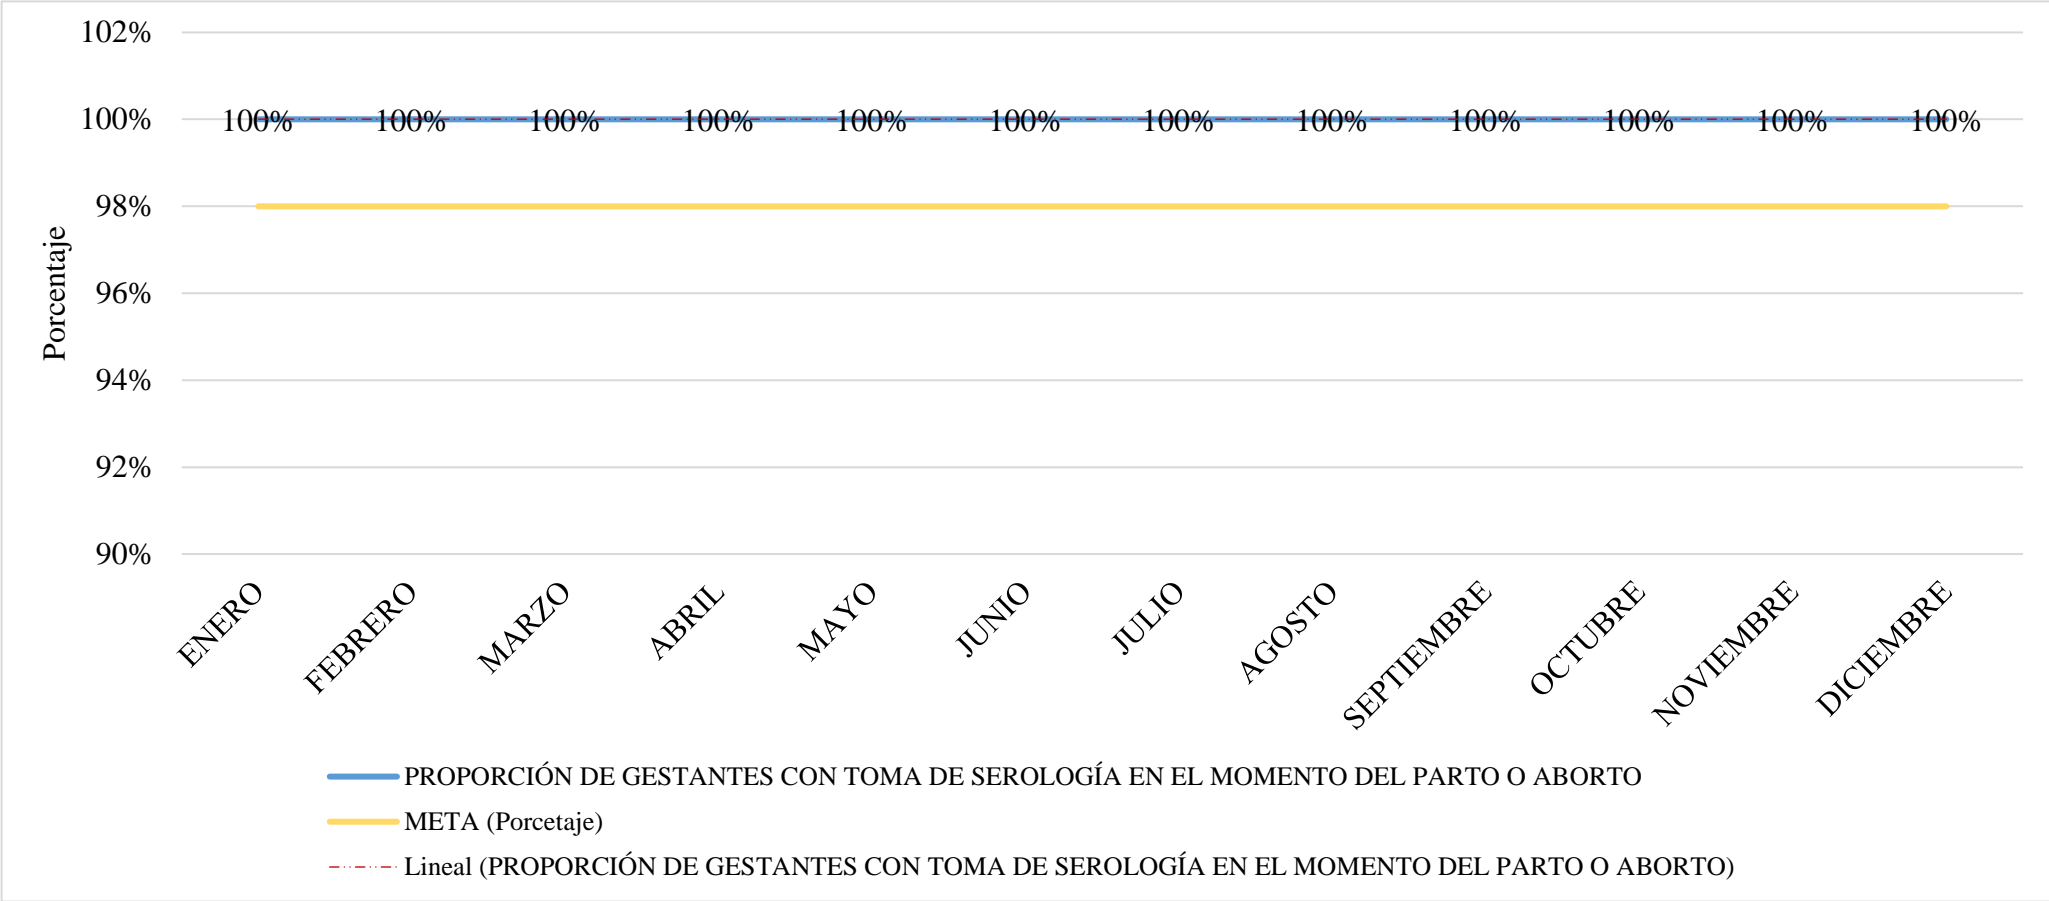 102%
100%
98%
96%
94%
92%
90%
Porcentaje
100% 100% 100% 100% 100% 100% 100% 100% 100% 100% 100% 100%
ENERO FEBRERO MARZO ABRIL MAYO JUNIO JULIO AGOSTO SEPTIEMBRE OCTUBRE NOVIEMBRE DICIEMBRE
PROPORCIÓN DE GESTANTES CON TOMA DE SEROLOGÍA EN EL MOMENTO DEL PARTO O ABORTO
META (Porcetaje)
Lineal (PROPORCIÓN DE GESTANTES CON TOMA DE SEROLOGÍA EN EL MOMENTO DEL PARTO O ABORTO)